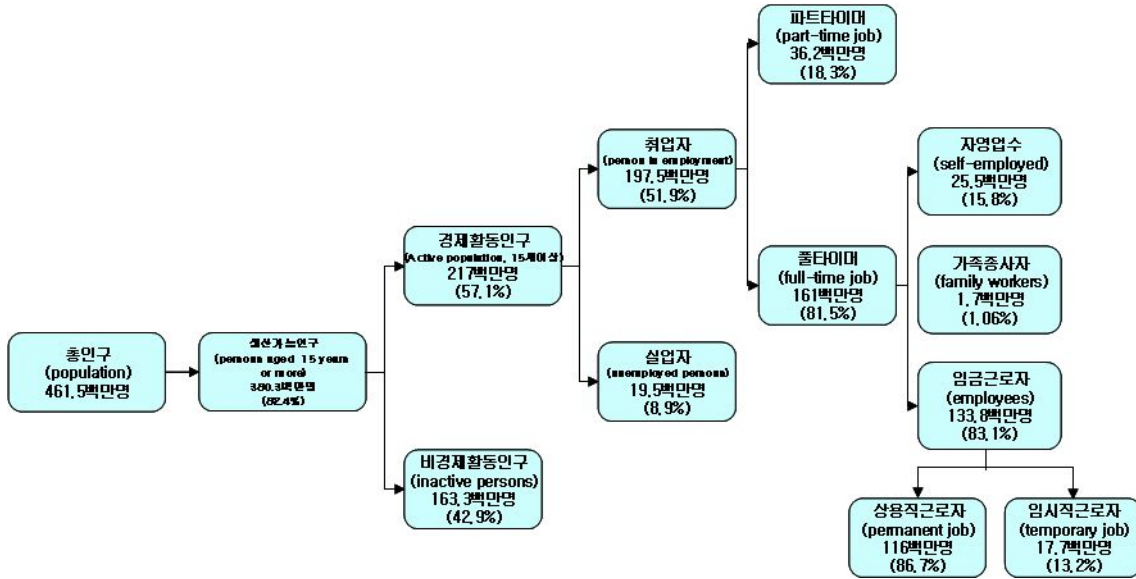 파트타이머
(part-time job)
36.2백만명
(18.3%)
취업자
(person in employment)
197.5백만명
(51.9%)
자영업수
(self-employed)
25.5백만명
(15.8%)
경제활동인구
(Active population, 15세이상)
217백만명
(57.1%)
풀타이머
(full-time job)
161백만명
(81.5%)
가족종사자
(family workers)
1.7백만명
(1.06%)
총인구
(population)
461.5백만명
생산가능인구
(persons aged 15 years
or more)
380.3백만명
(82.4%)
실업자
(unemployed persons)
19.5백만명
(8.9%)
임금근로자
(employees)
133.8백만명
(83.1%)
비경제활동인구
(inactive persons)
163.3백만명
(42.9%)
상용직근로자
(permanent job)
116백만명
(86.7%)
임시직근로자
(temporary job)
17.7백만명
(13.2%)